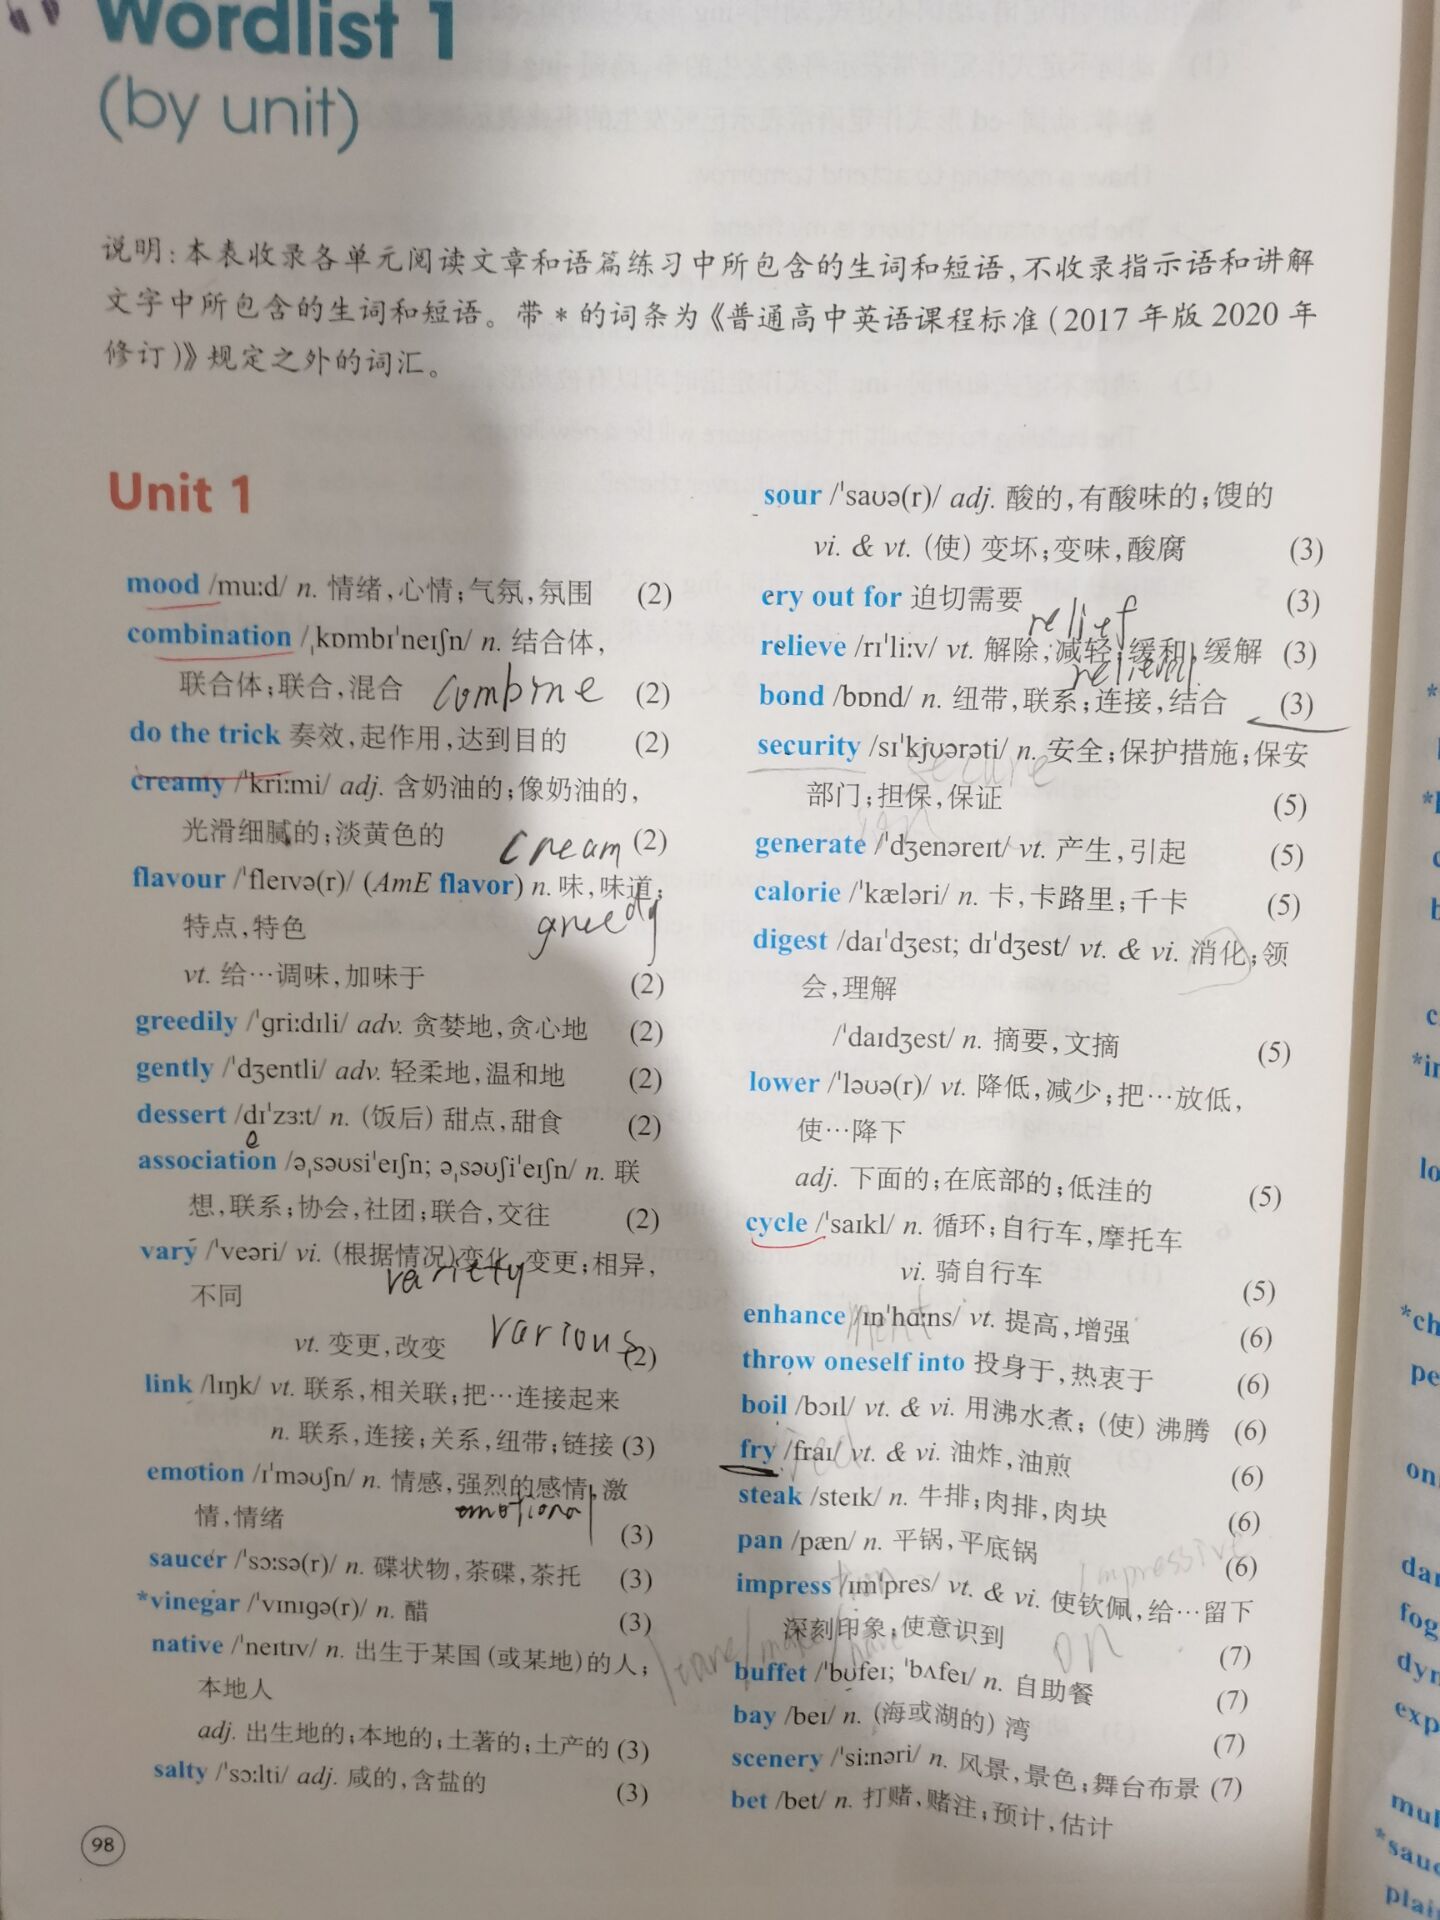 Wordlist 1
(by unit)
说明：本表收录各单元阅读文章和语篇练习中所包含的生词和短语，不收录指示语和讲解
文字中所包含的生词和短语。带 * 的词条为《普通高中英语课程标准（2017 年版 2020 年
修订）》规定之外的词汇。
Unit 1
mood /muːd/ n. 情绪，心情；气氛，氛围 (2)
combination /ˌkɒmbɪˈneɪʃn/ n. 结合体，
联合体；联合，混合 combine (2)
do the trick 奏效，起作用，达到目的 (2)
creamy /ˈkriːmi/ adj. 含奶油的；像奶油的，
光滑细腻的；淡黄色的 cream (2)
flavour /ˈfleɪvə(r)/ (AmE flavor) n. 味，味道；
特点，特色 greedy
vt. 给…调味，加味于 (2)
greedily /ˈɡriːdɪli/ adv. 贪婪地，贪心地 (2)
gently /ˈdʒentli/ adv. 轻柔地，温和地 (2)
dessert /dɪˈzɜːt/ n. (饭后) 甜点，甜食 (2)
e
association /əˌsəʊsiˈeɪʃn; əˌsəʊʃiˈeɪʃn/ n. 联
想，联系；协会，社团；联合，交往 (2)
vary /ˈveəri/ vi. (根据情况)变化，变更；相异，
variety
不同
vt. 变更，改变 various (2)
link /lɪŋk/ vt. 联系，相关联；把…连接起来
n. 联系，连接；关系，纽带；链接 (3)
emotion /ɪˈməʊʃn/ n. 情感，强烈的感情，激
emotional
情，情绪 (3)
saucer /ˈsɔːsə(r)/ n. 碟状物，茶碟，茶托 (3)
*vinegar /ˈvɪnɪɡə(r)/ n. 醋 (3)
native /ˈneɪtɪv/ n. 出生于某国(或某地)的人；
本地人
adj. 出生地的；本地的；土著的；土产的 (3)
salty /ˈsɔːlti/ adj. 咸的，含盐的 (3)
98
sour /ˈsaʊə(r)/ adj. 酸的，有酸味的；馊的
vi. & vt. (使) 变坏；变味，酸腐 (3)
ery out for 迫切需要 (3)
relief
relieve /rɪˈliːv/ vt. 解除，减轻；缓和，缓解 (3)
bond /bɒnd/ n. 纽带，联系；连接，结合 (3)
security /sɪˈkjʊərəti/ n. 安全；保护措施；保安
secure
部门；担保，保证 (5)
generate /ˈdʒenəreɪt/ vt. 产生，引起 (5)
calorie /ˈkæləri/ n. 卡，卡路里；千卡 (5)
digest /daɪˈdʒest; dɪˈdʒest/ vt. & vi. 消化；领
会，理解
/ˈdaɪdʒest/ n. 摘要，文摘 (5)
lower /ˈləʊə(r)/ vt. 降低，减少；把…放低，
使…降下
adj. 下面的；在底部的；低洼的 (5)
cycle /ˈsaɪkl/ n. 循环；自行车，摩托车
vi. 骑自行车 (5)
enhance /ɪnˈhɑːns/ vt. 提高，增强 (6)
ment
throw oneself into 投身于，热衷于 (6)
boil /bɔɪl/ vt. & vi. 用沸水煮；(使) 沸腾 (6)
fry /fraɪ/ vt. & vi. 油炸，油煎 (6)
steak /steɪk/ n. 牛排；肉排，肉块 (6)
pan /pæn/ n. 平锅，平底锅 (6)
impressive
impress /ɪmˈpres/ vt. & vi. 使钦佩，给…留下
深刻印象；使意识到 on (7)
buffet /ˈbʊfeɪ; ˈbʌfeɪ/ n. 自助餐 (7)
bay /beɪ/ n. (海或湖的) 湾 (7)
scenery /ˈsiːnəri/ n. 风景，景色；舞台布景 (7)
bet /bet/ n. 打赌，赌注；预计，估计